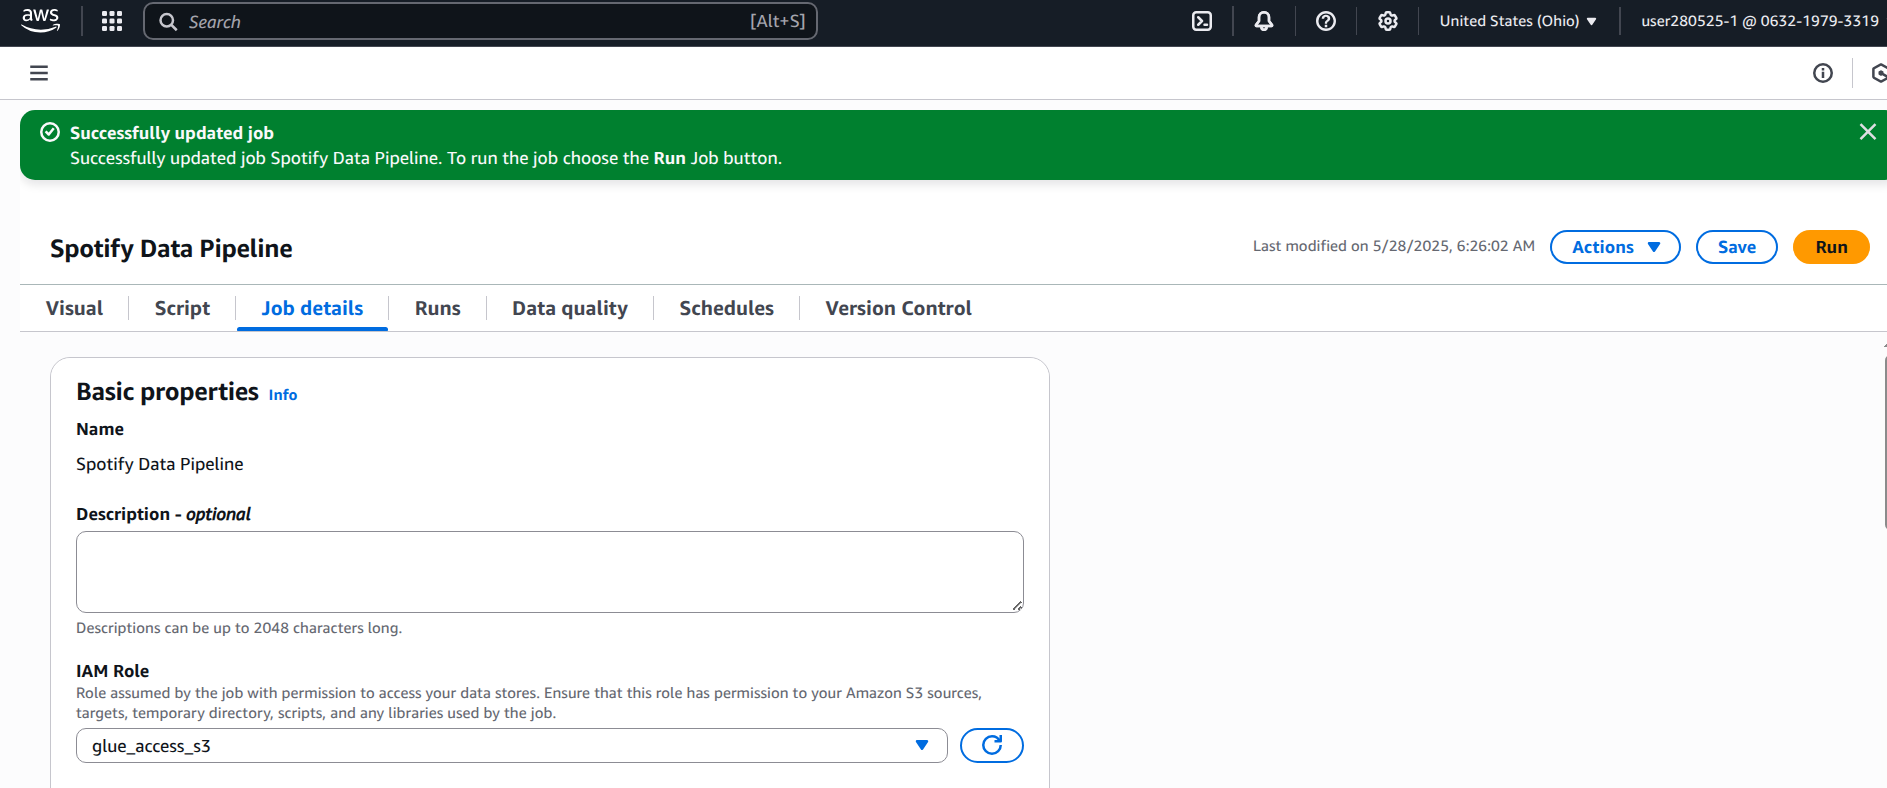 aws
Search [Alt+S]
United States (Ohio)
user280525-1 @ 0632-1979-3319
Successfully updated job
Successfully updated job Spotify Data Pipeline. To run the job choose the Run Job button.
Spotify Data Pipeline
Last modified on 5/28/2025, 6:26:02 AM
Actions
Save
Run
Visual
Script
Job details
Runs
Data quality
Schedules
Version Control
Basic properties Info
Name
Spotify Data Pipeline
Description - optional
Descriptions can be up to 2048 characters long.
IAM Role
Role assumed by the job with permission to access your data stores. Ensure that this role has permission to your Amazon S3 sources,
targets, temporary directory, scripts, and any libraries used by the job.
glue_access_s3